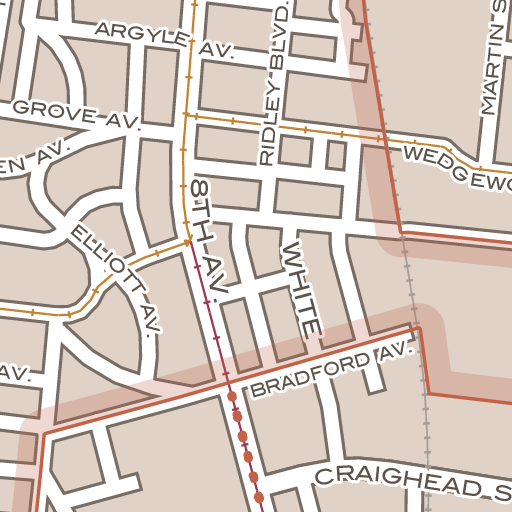 ARGYLE AV.
RIDLEY BLVD.
MARTIN S
GROVE AV.
EN AV.
WEDGEWO
8TH AV.
ELLIOTT AV.
WHITE
BRADFORD AV.
AV.
CRAIGHEAD S